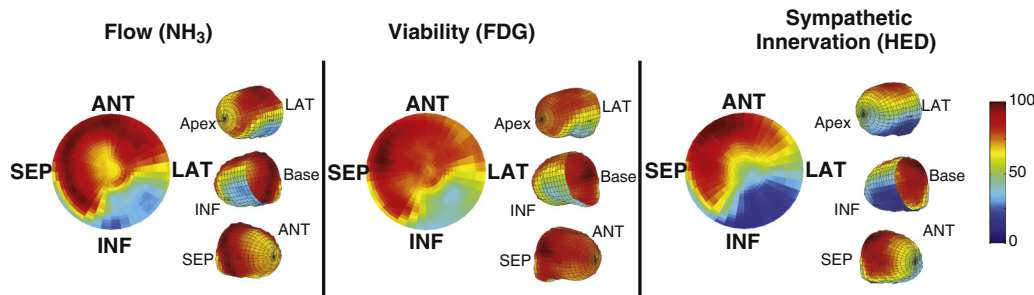 Flow (NH3)
ANT
SEP
LAT
INF
Apex
LAT
Base
INF
ANT
SEP
Viability (FDG)
ANT
SEP
LAT
INF
Apex
LAT
Base
INF
ANT
SEP
Sympathetic
Innervation (HED)
ANT
SEP
LAT
INF
Apex
LAT
Base
INF
ANT
SEP
100
50
0